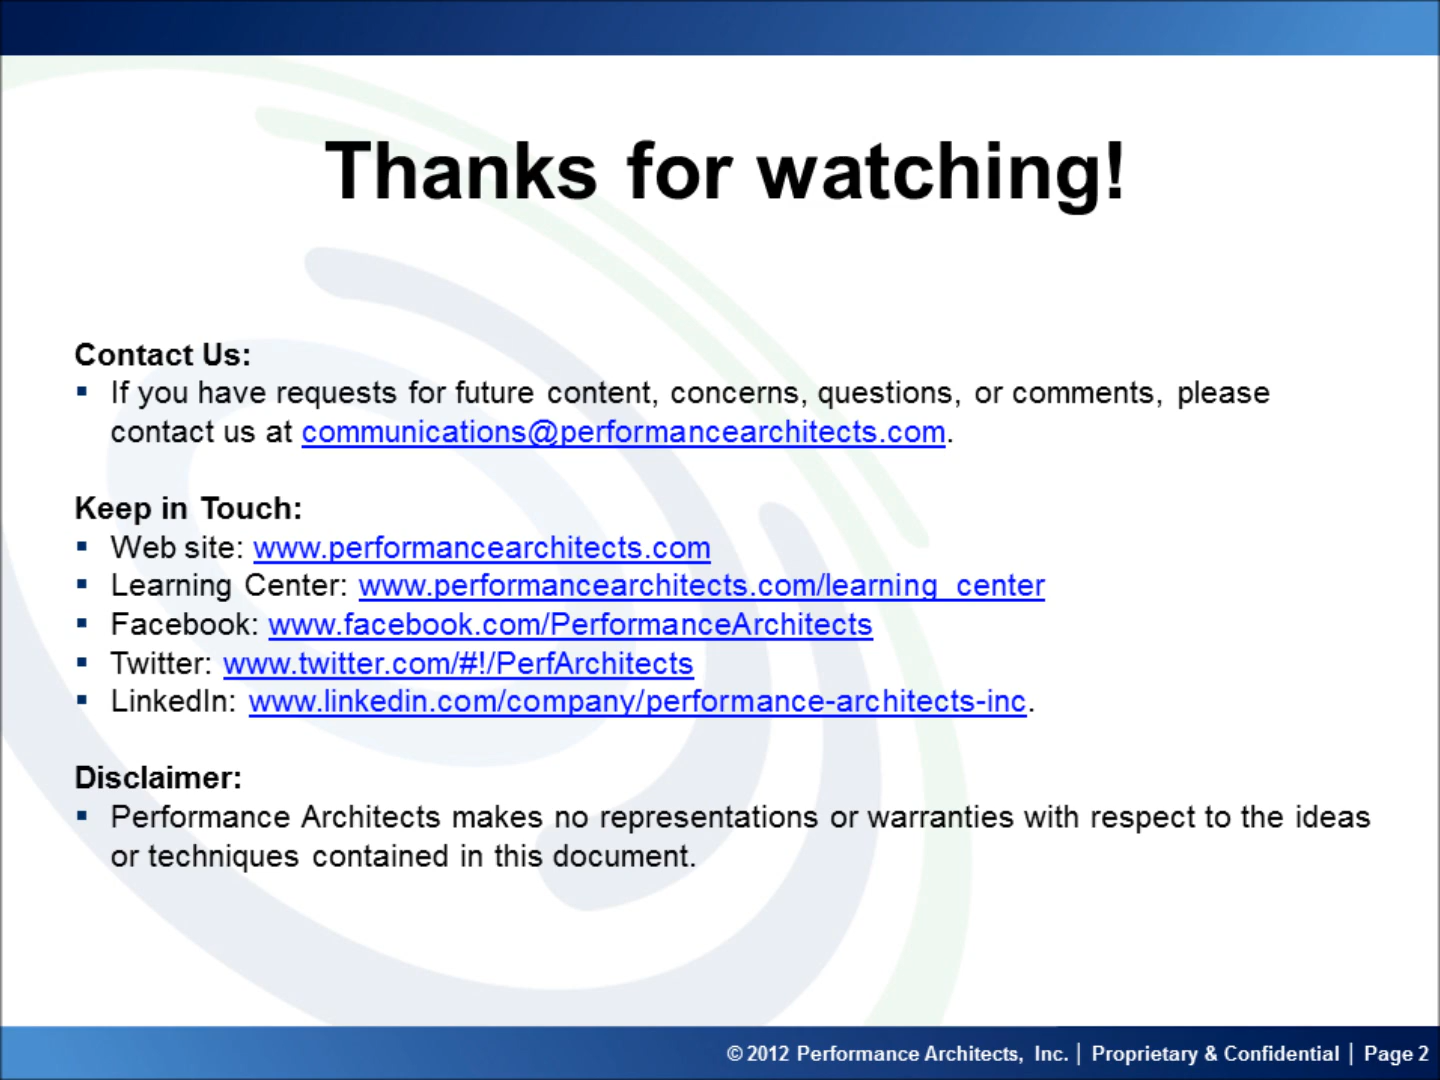 Thanks for watching!
Contact Us:
▪ If you have requests for future content, concerns, questions, or comments, please
contact us at communications@performancearchitects.com.
Keep in Touch:
▪ Web site: www.performancearchitects.com
▪ Learning Center: www.performancearchitects.com/learning_center
▪ Facebook: www.facebook.com/PerformanceArchitects
▪ Twitter: www.twitter.com/#!/PerfArchitects
▪ LinkedIn: www.linkedin.com/company/performance-architects-inc.
Disclaimer:
▪ Performance Architects makes no representations or warranties with respect to the ideas
or techniques contained in this document.
© 2012 Performance Architects, Inc. | Proprietary & Confidential | Page 2